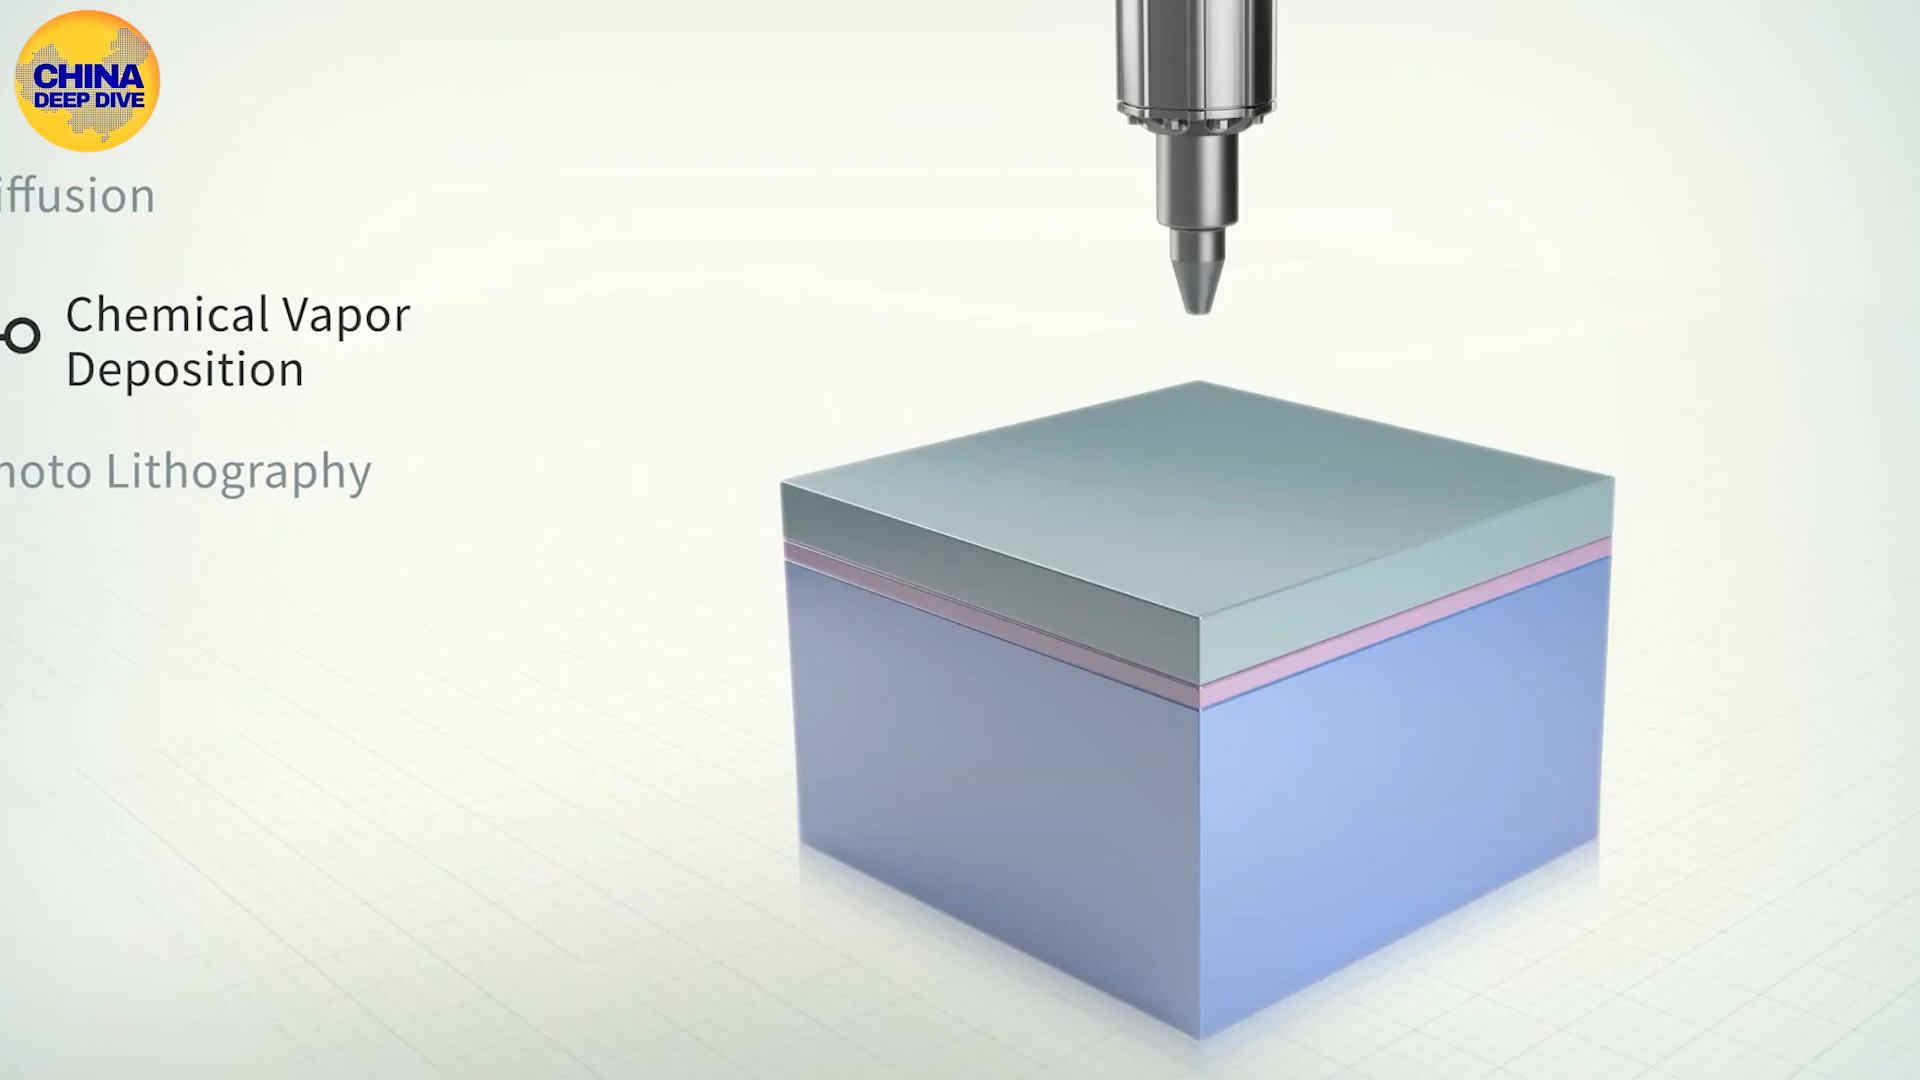 CHINA
DEEP DIVE
iffusion
Chemical Vapor
Deposition
hoto Lithography